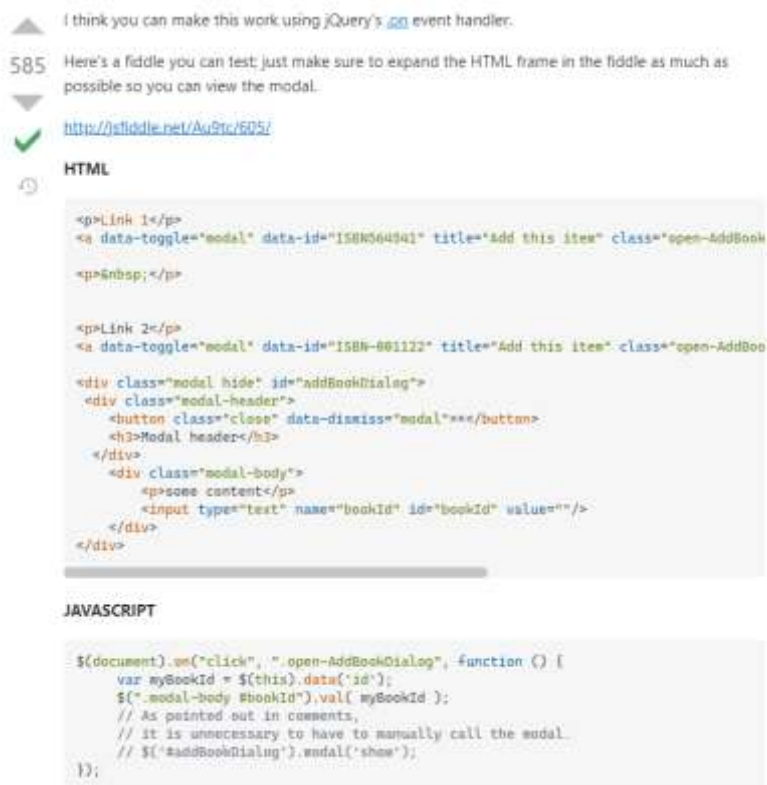 I think you can make this work using jQuery's .on event handler.
585
Here's a fiddle you can test; just make sure to expand the HTML frame in the fiddle as much as
possible so you can view the modal.
http://jsfiddle.net/Au9tc/605/
HTML
<p>Link 1</p>
<a data-toggle="modal" data-id="ISBN564541" title="Add this item" class="open-AddBook
<p>&nbsp;</p>
<p>Link 2</p>
<a data-toggle="modal" data-id="ISBN-001122" title="Add this item" class="open-AddBoo
<div class="modal hide" id="addBookDialog">
<div class="modal-header">
<button class="close" data-dismiss="modal">×</button>
<h3>Modal header</h3>
</div>
<div class="modal-body">
<p>some content</p>
<input type="text" name="bookId" id="bookId" value=""/>
</div>
</div>
JAVASCRIPT
$(document).on("click", ".open-AddBookDialog", function () {
var myBookId = $(this).data('id');
$(".modal-body #bookId").val( myBookId );
// As pointed out in comments,
// it is unnecessary to have to manually call the modal.
// $('#addBookDialog').modal('show');
});